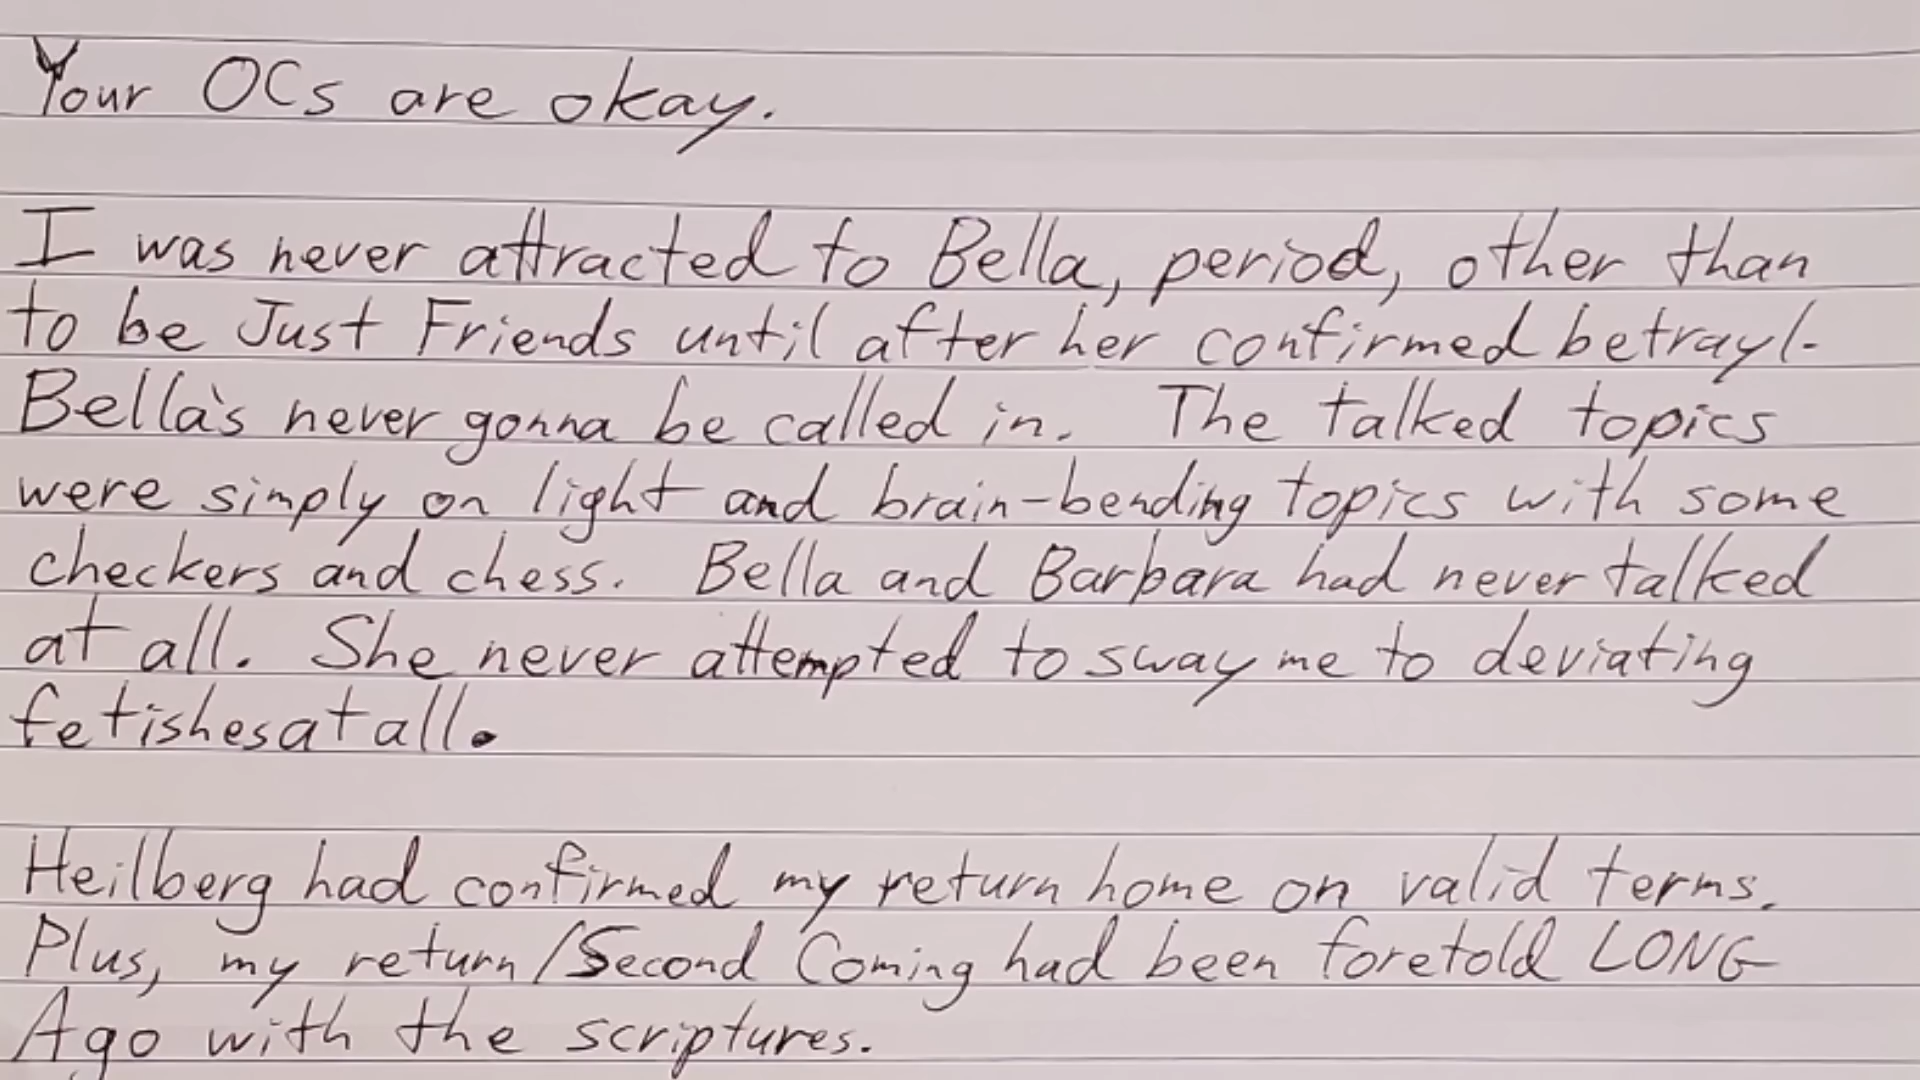 Your OCs are okay.
I was never attracted to Bella, period, other than
to be Just Friends until after her confirmed betrayl.
Bella's never gonna be called in. The talked topics
were simply on light and brain-bending topics with some
checkers and chess. Bella and Barbara had never talked
at all. She never attempted to sway me to deviating
fetishes at all.
Heilberg had confirmed my return home on valid terms.
Plus, my return/Second Coming had been foretold LONG
Ago with the scriptures.